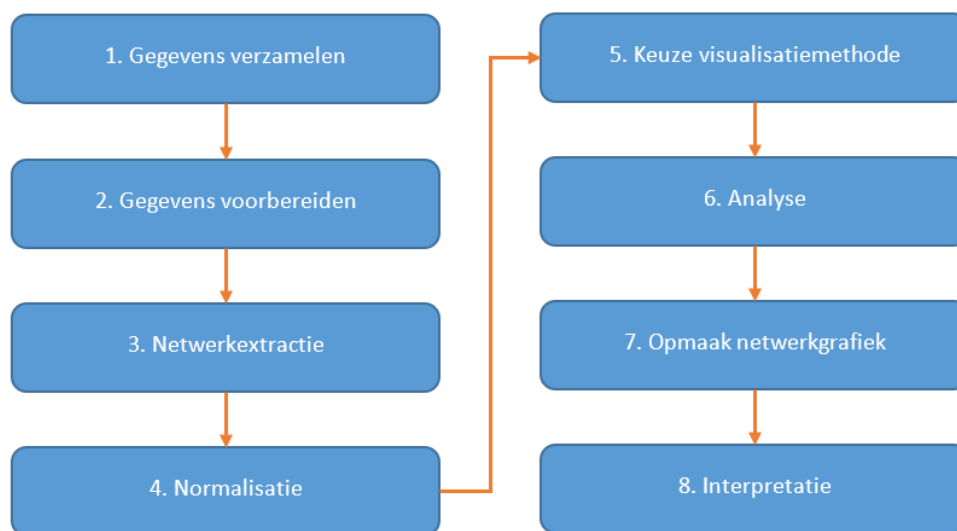 1. Gegevens verzamelen
2. Gegevens voorbereiden
3. Netwerkextractie
4. Normalisatie
5. Keuze visualisatiemethode
6. Analyse
7. Opmaak netwerkgrafiek
8. Interpretatie